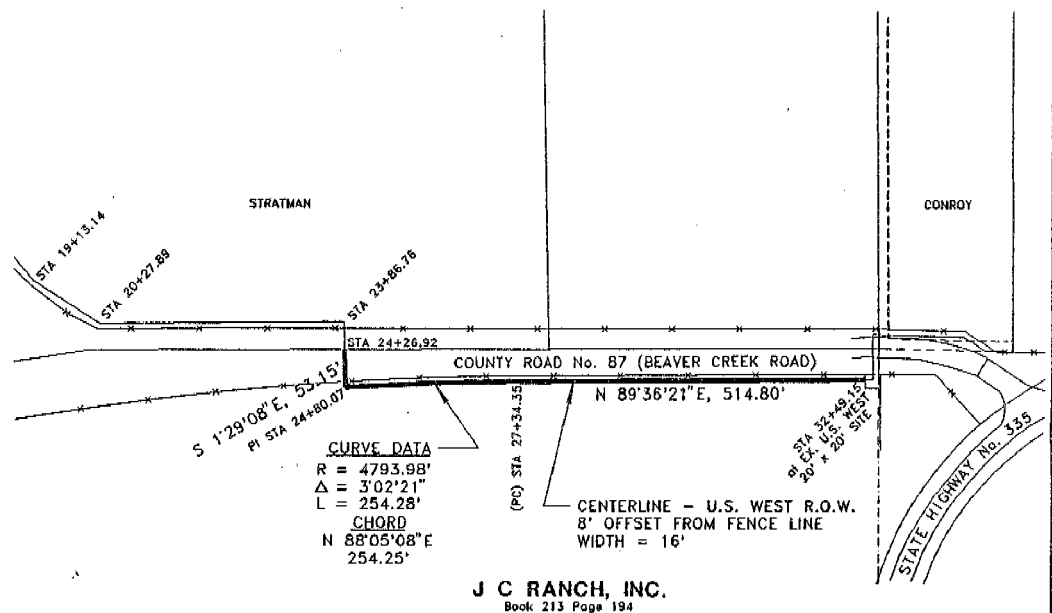 STRATMAN
CONROY
STA 19+13.14
STA 20+27.89
STA 23+86.76
STA 24+26.92
COUNTY ROAD No. 87 (BEAVER CREEK ROAD)
S 1°29'08"E, 53.15'
PI STA 24+80.07
N 89°36'21"E, 514.80'
(PC) STA 27+34.35
STA 32+49.15
at EX. U.S. WEST
20' X 20' SITE
STATE HIGHWAY No. 335
CURVE DATA
R = 4793.98'
Δ = 3°02'21"
L = 254.28'
CHORD
N 88°05'08"E
254.25'
CENTERLINE - U.S. WEST R.O.W.
8' OFFSET FROM FENCE LINE
WIDTH = 16'
J C RANCH, INC.
Book 213 Page 194